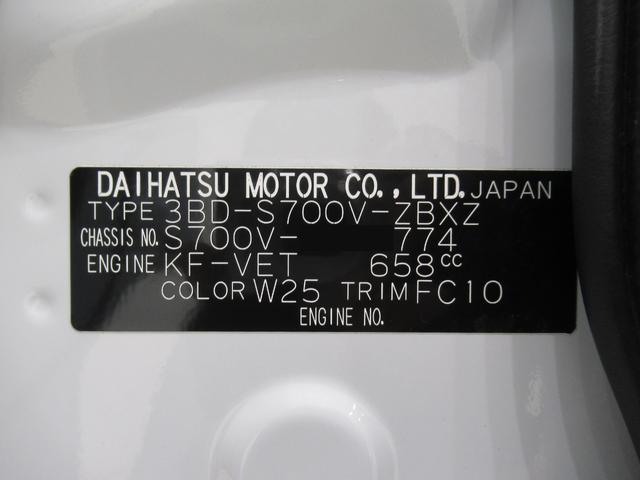 DAIHATSU MOTOR CO.,LTD. JAPAN
TYPE 3BD-S700V-ZBXZ
CHASSIS NO. S700V- 774
ENGINE KF-VET 658cc
COLOR W25 TRIM FC10
ENGINE NO.